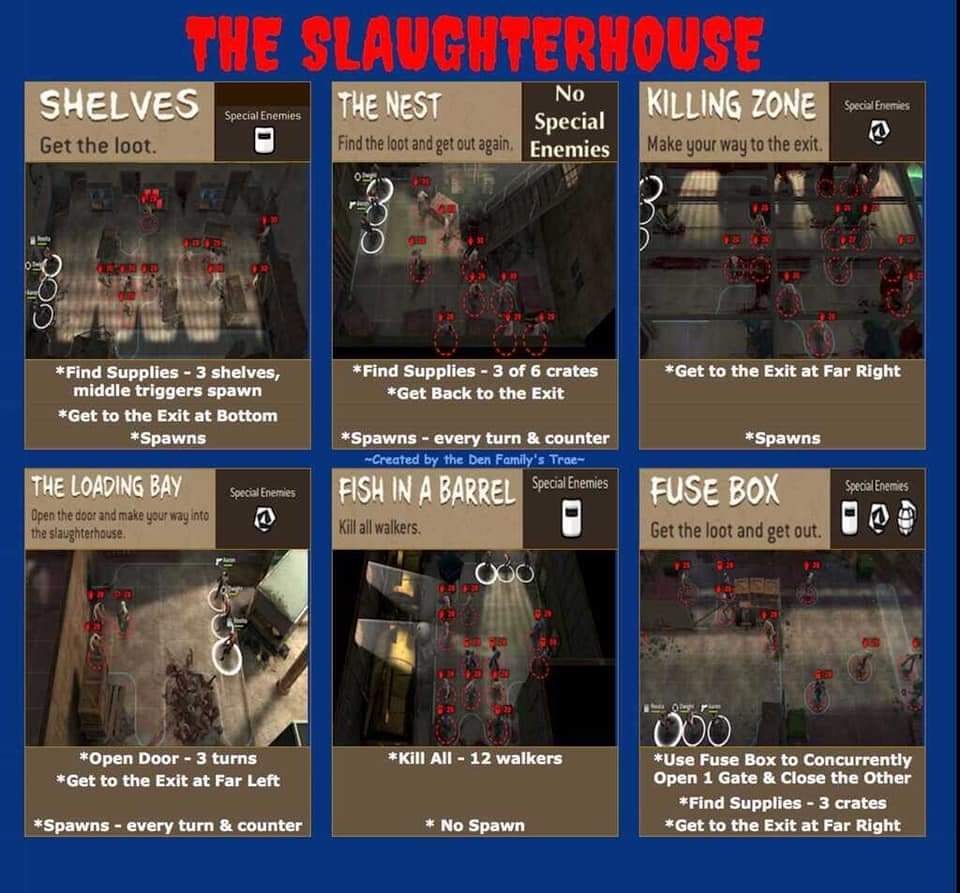 THE SLAUGHTERHOUSE
SHELVES
Get the loot.
Special Enemies
THE NEST
Find the loot and get out again.
No
Special
Enemies
KILLING ZONE
Make your way to the exit.
Special Enemies
*Find Supplies - 3 shelves,
middle triggers spawn
*Get to the Exit at Bottom
*Spawns
*Find Supplies - 3 of 6 crates
*Get Back to the Exit
*Spawns - every turn & counter
*Get to the Exit at Far Right
*Spawns
~Created by the Den Family's Trae~
THE LOADING BAY
Open the door and make your way into
the slaughterhouse.
Special Enemies
FISH IN A BARREL
Kill all walkers.
Special Enemies
FUSE BOX
Get the loot and get out.
Special Enemies
*Open Door - 3 turns
*Get to the Exit at Far Left
*Spawns - every turn & counter
*Kill All - 12 walkers
* No Spawn
*Use Fuse Box to Concurrently
Open 1 Gate & Close the Other
*Find Supplies - 3 crates
*Get to the Exit at Far Right